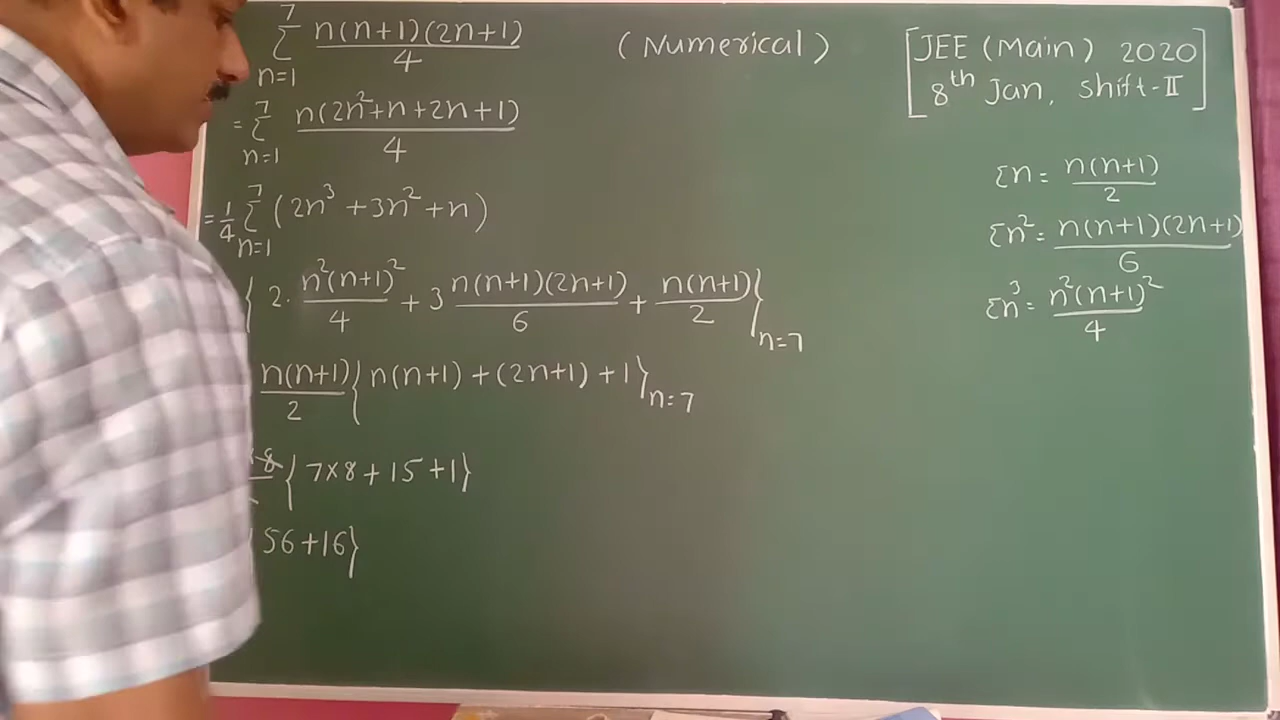 7
Σ n(n+1)(2n+1)/4
n=1
(Numerical)
[JEE (Main) 2020
8th Jan, shift-II]
= 7
Σ n(2n²+n+2n+1)/4
n=1
= 1/4 7
Σ (2n³+3n²+n)
n=1
{2. n²(n+1)²/4 + 3 n(n+1)(2n+1)/6 + n(n+1)/2} n=7
n(n+1)/2 {n(n+1)+(2n+1)+1} n=7
8 {7×8+15+1}
56+16}
Σn = n(n+1)/2
Σn² = n(n+1)(2n+1)/6
Σn³ = n²(n+1)²/4